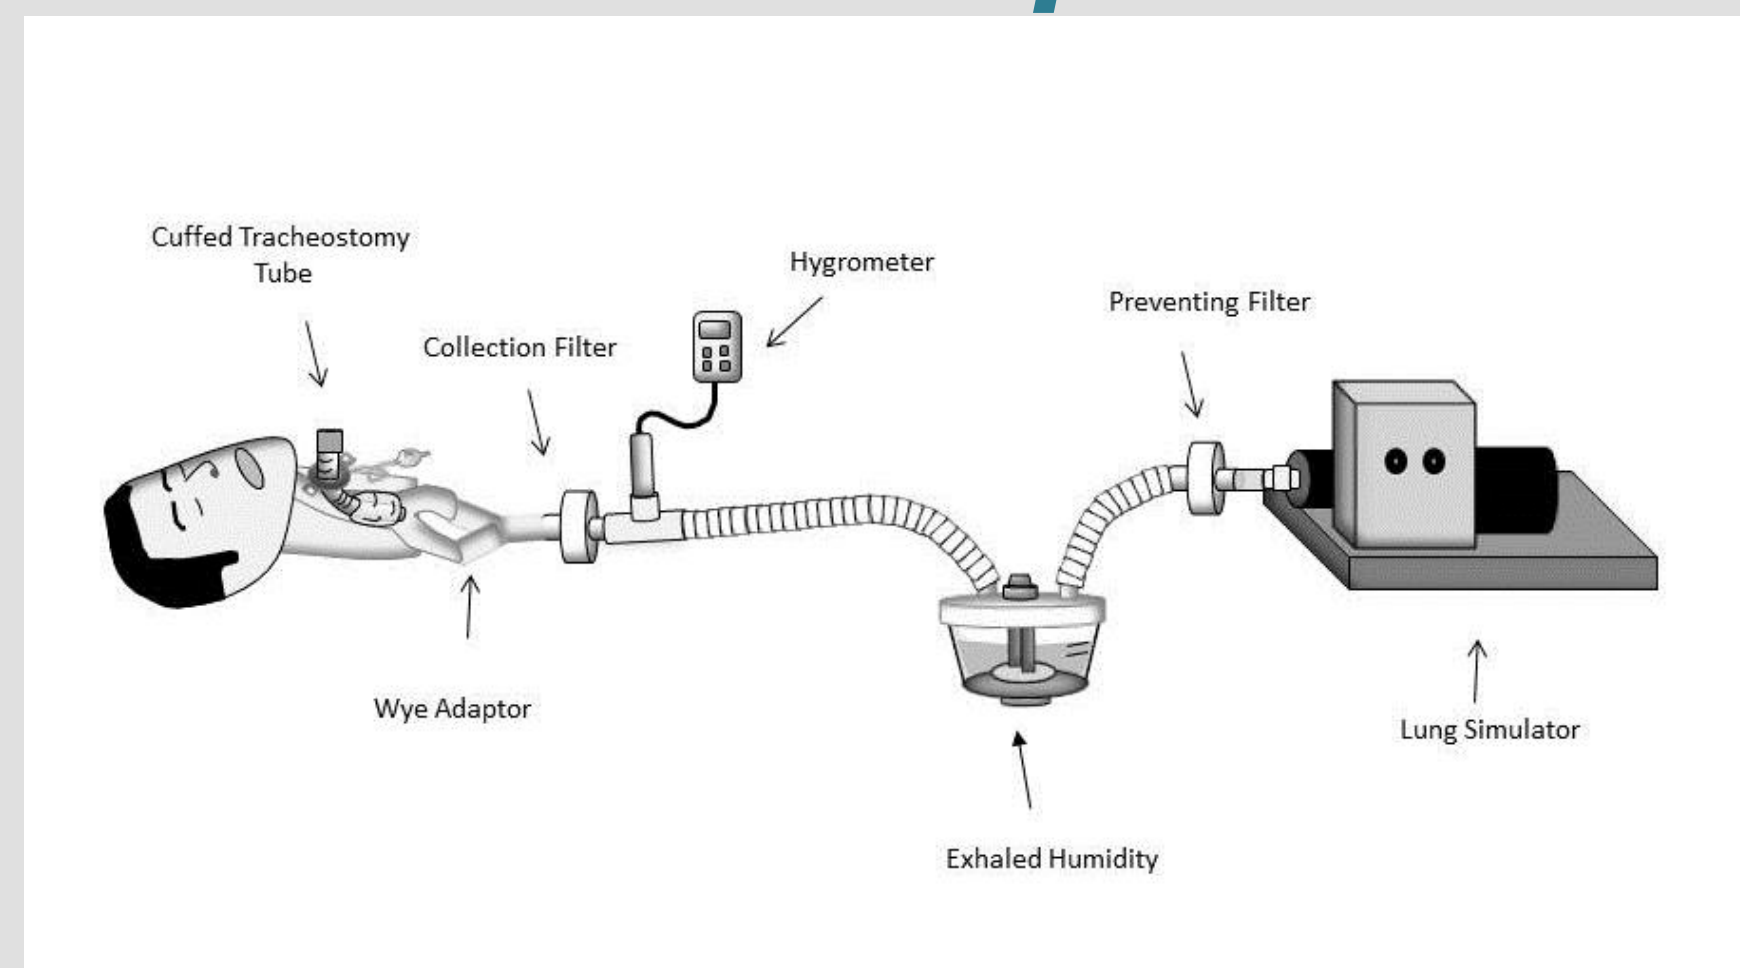 Cuffed Tracheostomy
Tube
Hygrometer
Preventing Filter
Collection Filter
Wye Adaptor
Lung Simulator
Exhaled Humidity